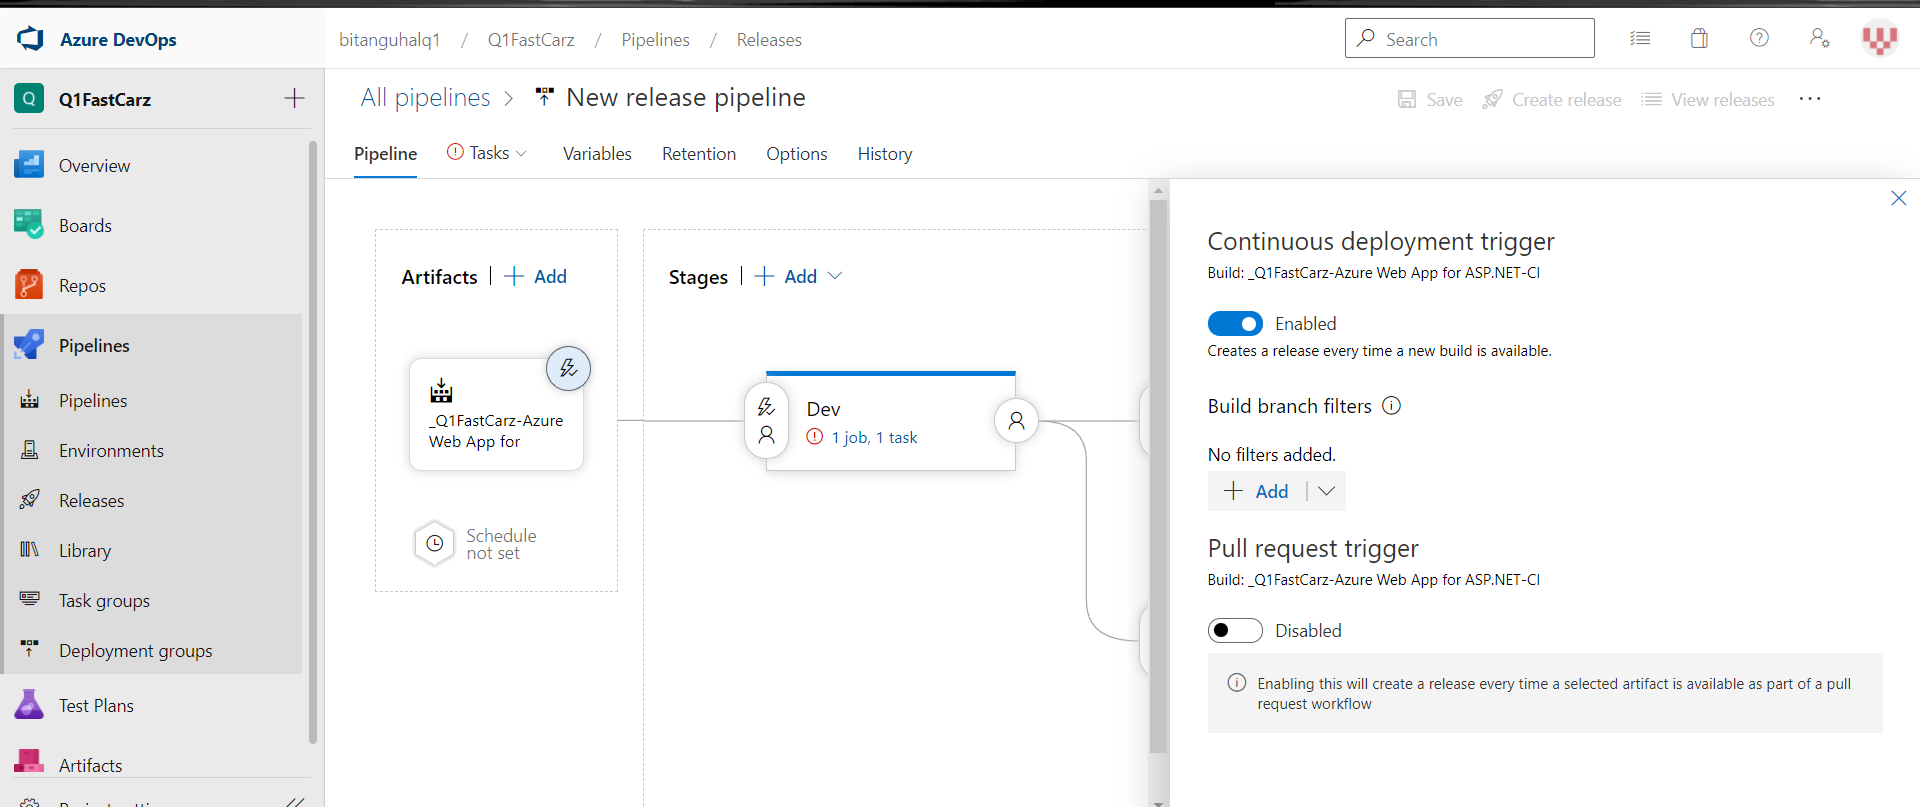 Azure DevOps
bitanguhalq1 / Q1FastCarz / Pipelines / Releases
Search
Q Q1FastCarz
Overview
Boards
Repos
Pipelines
Pipelines
Environments
Releases
Library
Task groups
Deployment groups
Test Plans
Artifacts
All pipelines > New release pipeline
Save Create release View releases ...
Pipeline Tasks Variables Retention Options History
Artifacts | + Add
_Q1FastCarz-Azure
Web App for
Schedule
not set
Stages | + Add
Dev
1 job, 1 task
Continuous deployment trigger
Build: _Q1FastCarz-Azure Web App for ASP.NET-CI
Enabled
Creates a release every time a new build is available.
Build branch filters
No filters added.
+ Add
Pull request trigger
Build: _Q1FastCarz-Azure Web App for ASP.NET-CI
Disabled
Enabling this will create a release every time a selected artifact is available as part of a pull
request workflow